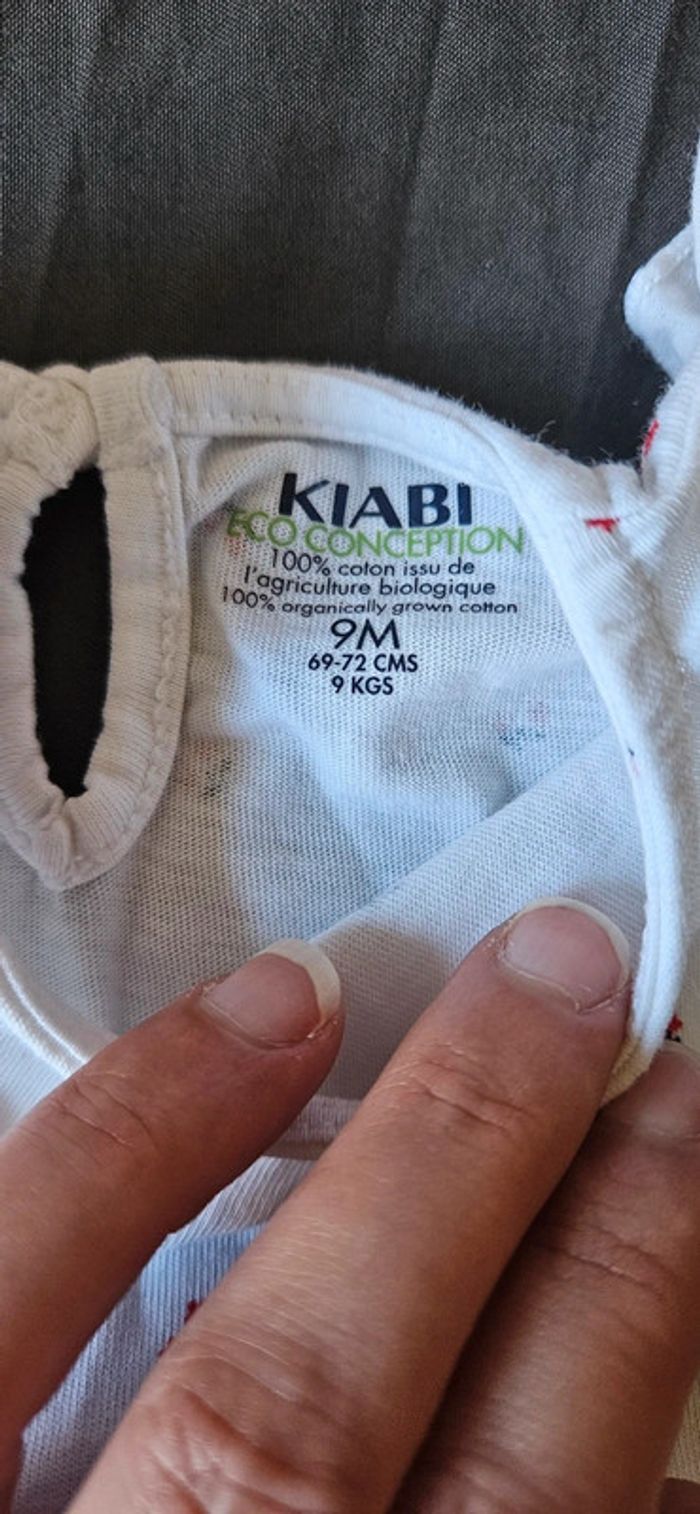 KIABI
ECO CONCEPTION
100% coton issu de
l'agriculture biologique
100% organically grown cotton
9M
69-72 CMS
9 KGS